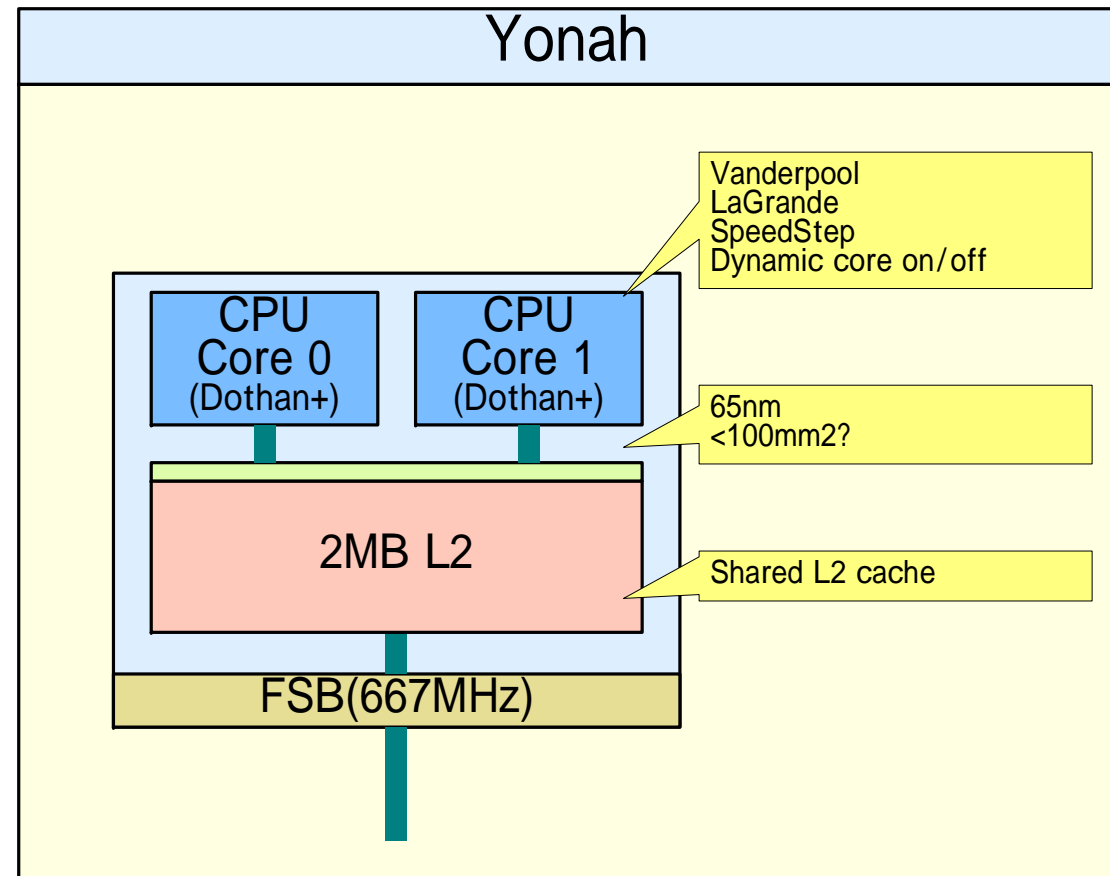 Yonah
Vanderpool
LaGrande
SpeedStep
Dynamic core on/off
CPU
Core 0
(Dothan+)
CPU
Core 1
(Dothan+)
65nm
<100mm2?
2MB L2
Shared L2 cache
FSB(667MHz)